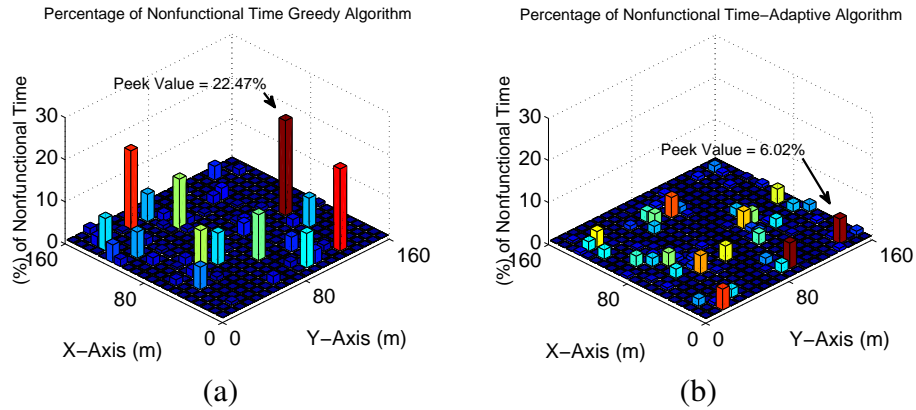 Percentage of Nonfunctional Time Greedy Algorithm
Peek Value = 22.47%
30
20
10
0
(%) of Nonfunctional Time
160
80
0
X−Axis (m)
0
80
160
Y−Axis (m)
(a)
Percentage of Nonfunctional Time−Adaptive Algorithm
Peek Value = 6.02%
30
20
10
0
(%) of Nonfunctional Time
160
80
0
X−Axis (m)
0
80
160
Y−Axis (m)
(b)